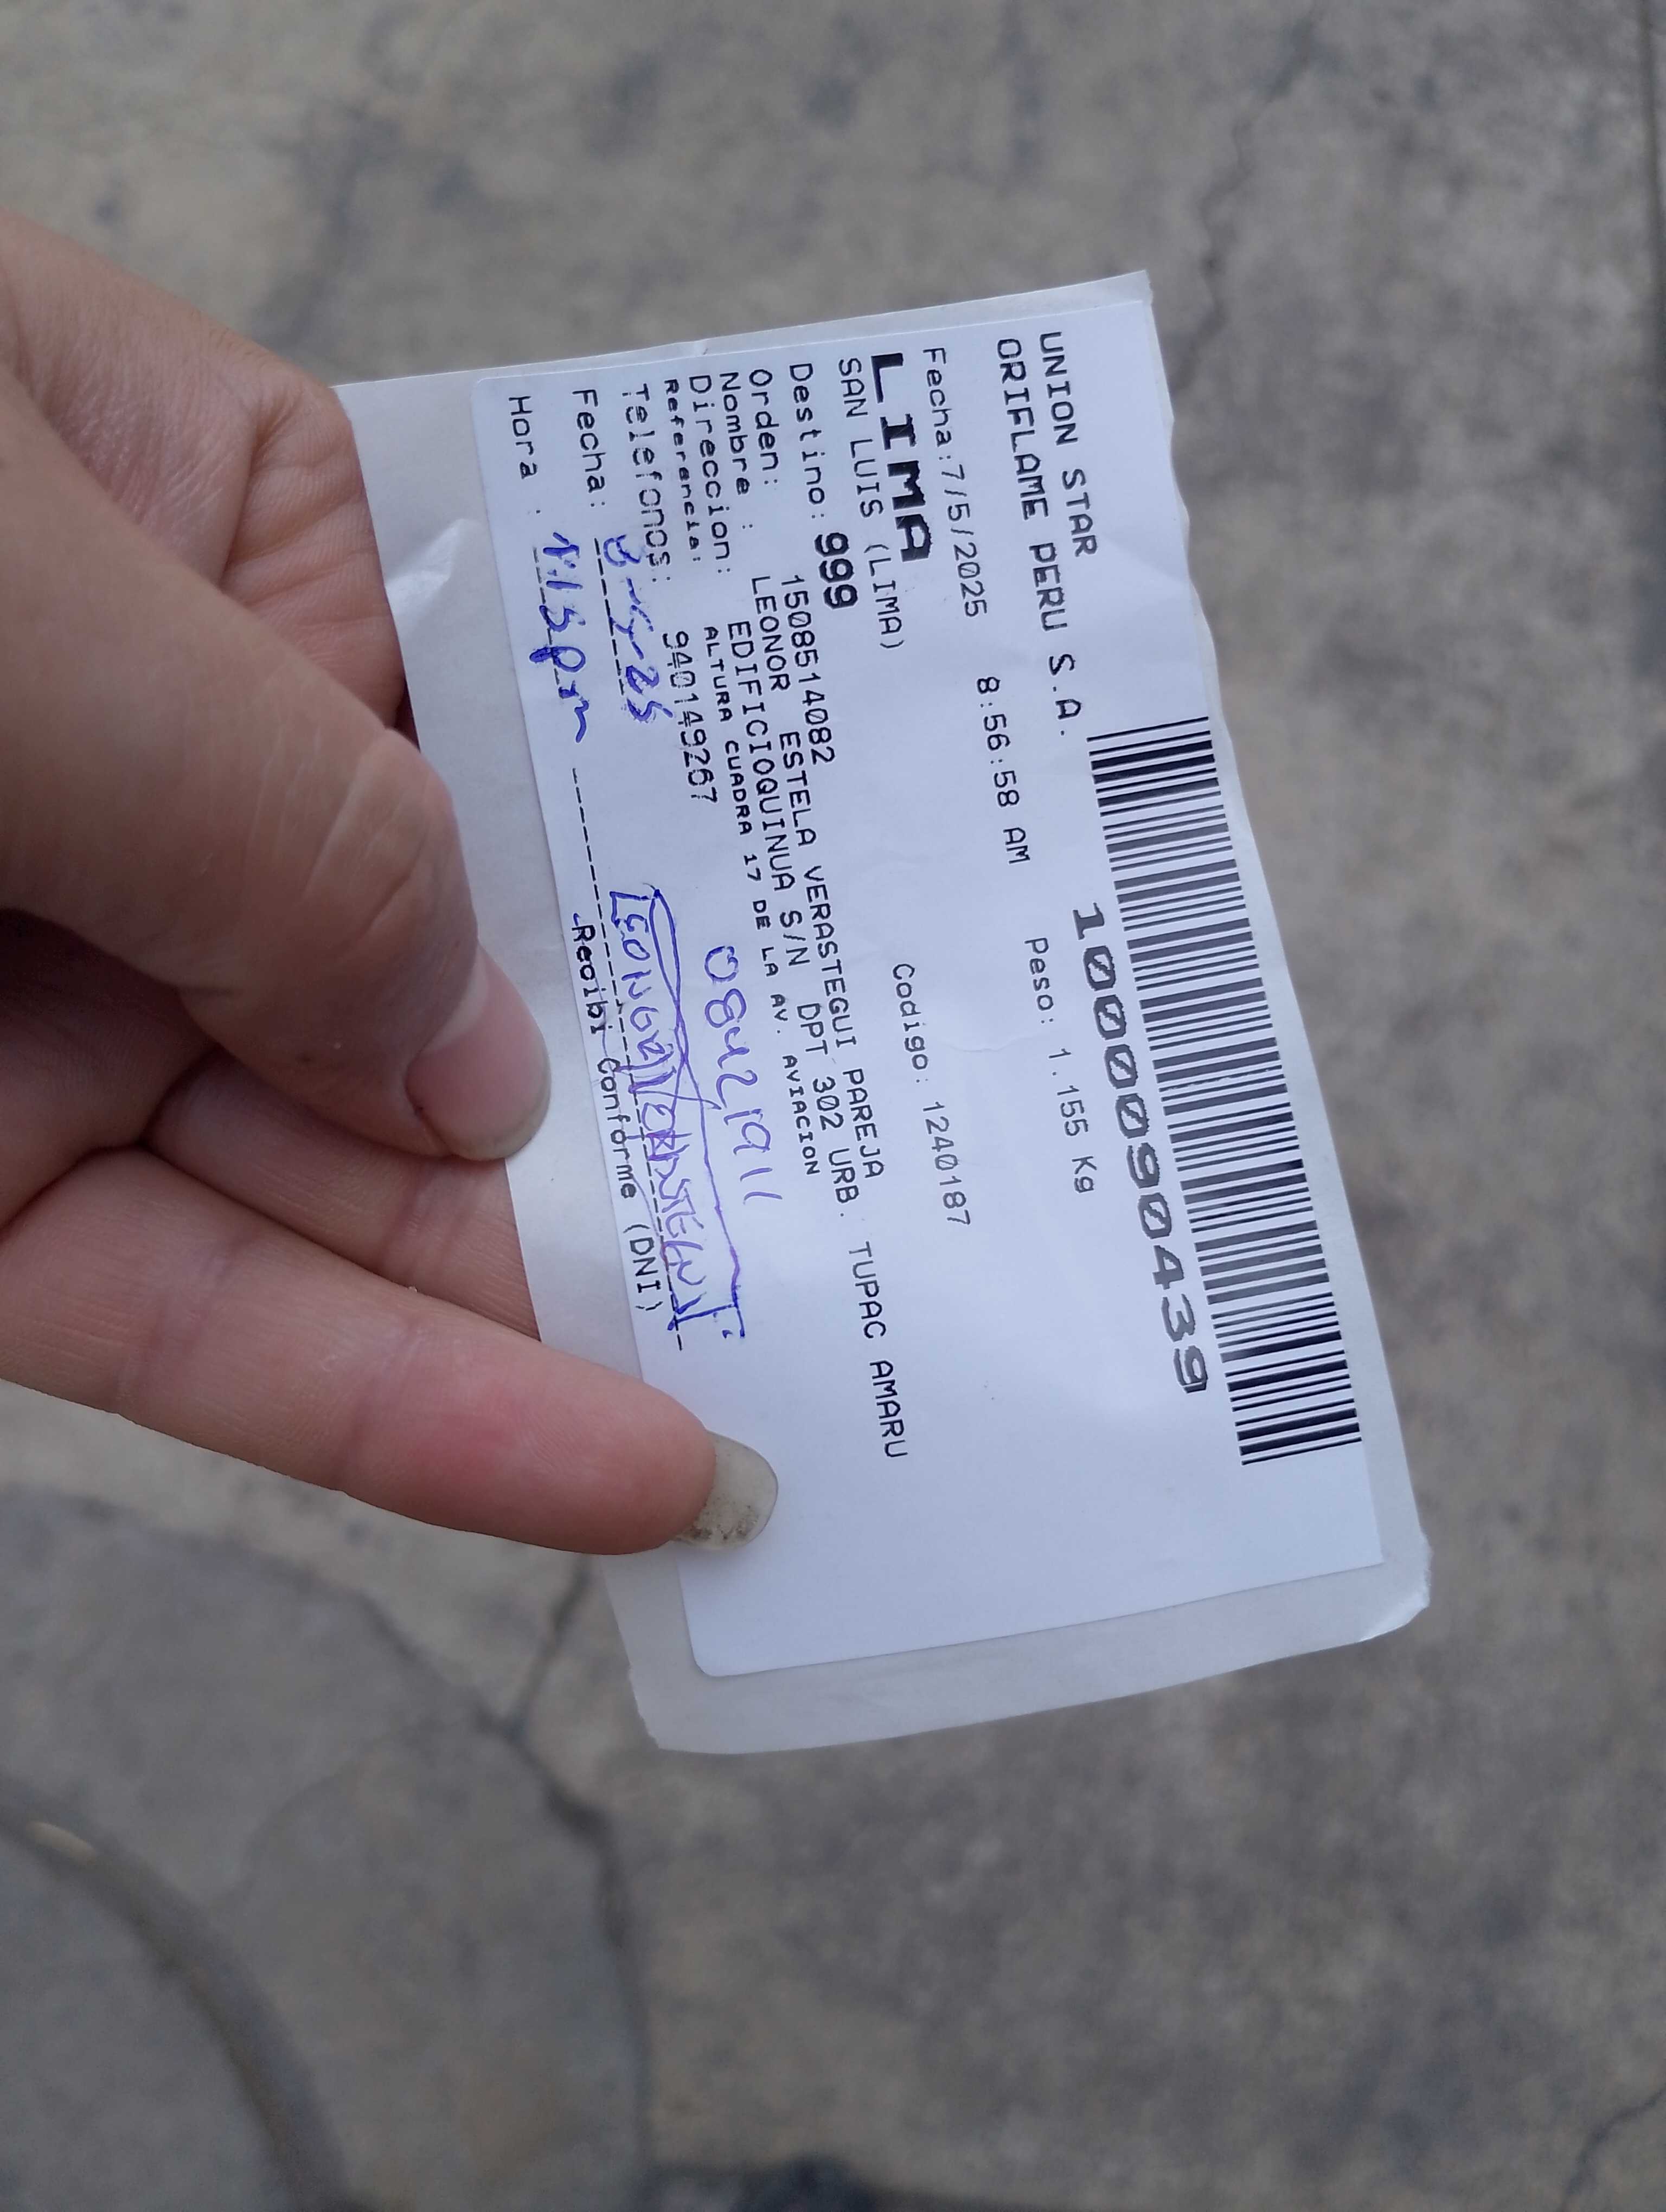 UNION STAR
ORIFLAME PERU S.A.
10000090439
Fecha:7/5/2025 8:56:58 AM Peso: 1.155 Kg
LIMA
SAN LUIS (LIMA)
Codigo: 1240187
Destino: 999
Orden: 1508514082
Nombre : LEONOR ESTELA VERASTEGUI PAREJA
Direccion: EDIFICIOQUINUA S/N DPT 302 URB. TUPAC AMARU
Referencia: ALTURA CUADRA 17 DE LA AV. AVIACION
Telefonos: 940149267
08421911
Fecha:
Hora :
Recibi Conforme (DNI)